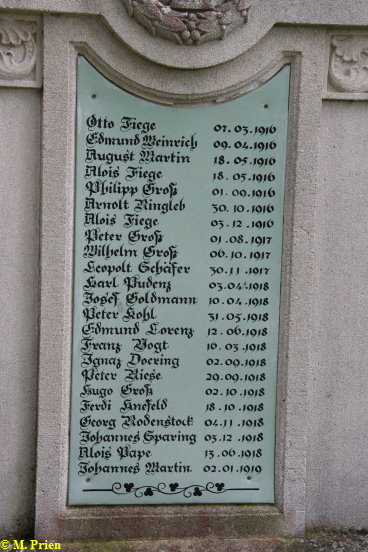 Otto Fiege 07.03.1916
Edmund Weinrich 09.04.1916
August Martin 18.05.1916
Alois Fiege 18.05.1916
Philipp Groß 01.09.1916
Arnolt Ringleb 30.10.1916
Alois Fiege 03.12.1916
Peter Groß 01.08.1917
Wilhelm Groß 06.10.1917
Leopolt Schäfer 30.11.1917
Karl Pudenz 03.04.1918
Josef Goldmann 10.04.1918
Peter Kohl 31.05.1918
Edmund Lorenz 12.06.1918
Franz Vogt 16.03.1918
Ignaz Doering 02.09.1918
Peter Riese 29.09.1918
Hugo Groß 02.10.1918
Ferdi Knefeld 18.10.1918
Georg Rodenstock 04.11.1918
Johannes Sparing 03.12.1918
Alois Pape 13.06.1918
Johannes Martin 02.01.1919
© M. Prien